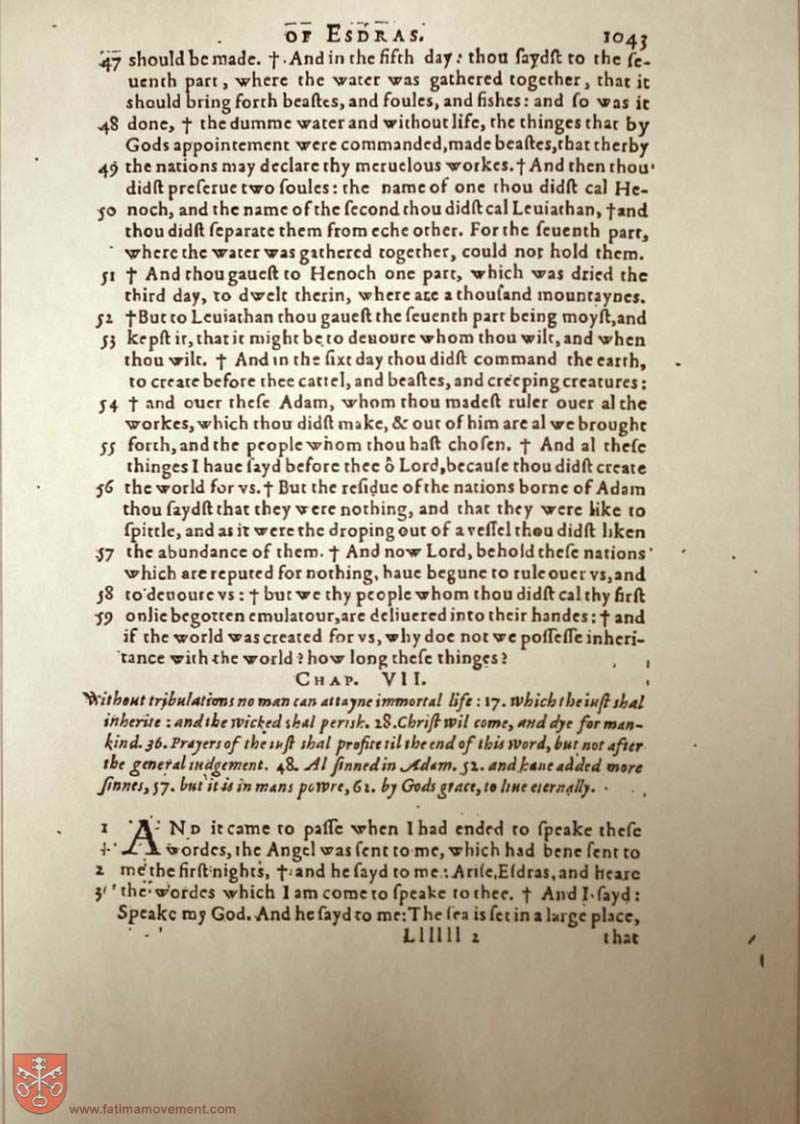 OF ESDRAS. 1043
47 should be made. † And in the fifth day: thou ſaydſt to the ſe-
uenth part, where the water was gathered together, that it
should bring forth beaſtes, and foules, and fishes: and ſo was it
48 done, † the dumme water and without life, the thinges that by
Gods appointement were commanded, made beaſtes, that therby
49 the nations may declare thy meruelous workes. † And then thou
didſt preſerue two ſoules: the name of one thou didſt cal He-
50 noch, and the name of the ſecond thou didſt cal Leuiathan, † and
thou didſt ſeparate them from eche other. For the ſeuenth part,
where the water was gathered together, could not hold them.
51 † And thou gaueſt to Henoch one part, which was dried the
third day, to dwelt therin, where are a thouſand mountaynes.
52 † But to Leuiathan thou gaueſt the ſeuenth part being moyſt, and
53 kepſt it, that it might be to deuoure whom thou wilt, and when
thou wilt. † And in the ſixt day thou didſt command the earth,
to create before thee cattel, and beaſtes, and creeping creatures:
54 † and ouer theſe Adam, whom thou madeſt ruler ouer al the
workes, which thou didſt make, & out of him are al we brought
55 forth, and the people whom thou haſt choſen. † And al theſe
thinges I haue ſayd before thee ô Lord, becauſe thou didſt create
56 the world for vs. † But the reſidue of the nations borne of Adam
thou ſaydſt that they were nothing, and that they were like to
ſpittle, and as it were the droping out of a veſſel thou didſt liken
57 the abundance of them. † And now Lord, behold theſe nations
which are reputed for nothing, haue begune to rule ouer vs, and
58 to deuoure vs: † but we thy people whom thou didſt cal thy firſt
59 onlie begotten emulatour, are deliuered into their handes: † and
if the world was created for vs, why doe not we poſſeſſe inheri-
tance with the world? how long theſe thinges?
CHAP. VII.
Without tribulations no man can attayne immortal life: 17. Which the iuſt shal
inherite: and the wicked shal perish. 28. Chriſt wil come, and dye for man-
kind. 36. Prayers of the iuſt shal profite til the end of this Word, but not after
the general iudgement. 48. Al ſinned in Adam. 52. and haue added more
ſinnes, 57. but it is in mans powre, 62. by Gods grace, to liue eternally.
1 AND it came to paſſe when I had ended to ſpeake theſe
wordes, the Angel was ſent to me, which had bene ſent to
2 me the firſt nights, † and he ſayd to me: Ariſe, Eſdras, and heare
3 the wordes which I am come to ſpeake to thee. † And I ſayd:
Speake my God. And he ſayd to me: The ſea is ſet in a large place,
Llllll 2 that
www.fatimamovement.com